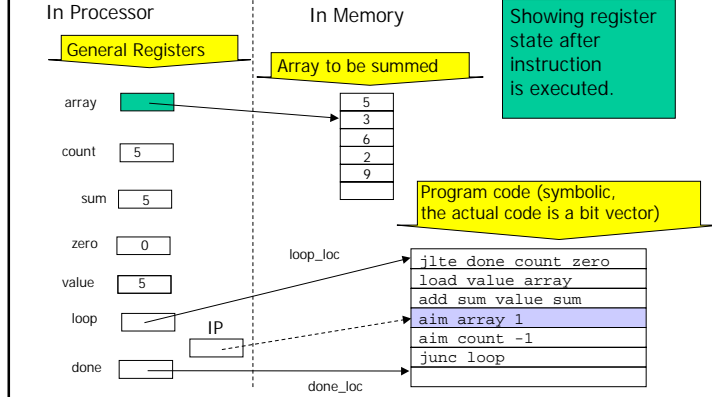 In Processor
In Memory
Showing register
state after
instruction
is executed.
General Registers
Array to be summed
array
count
5
sum
5
zero
0
value
5
loop
IP
done
5
3
6
2
9
Program code (symbolic,
the actual code is a bit vector)
loop_loc
jlte done count zero
load value array
add sum value sum
aim array 1
aim count -1
junc loop
done_loc